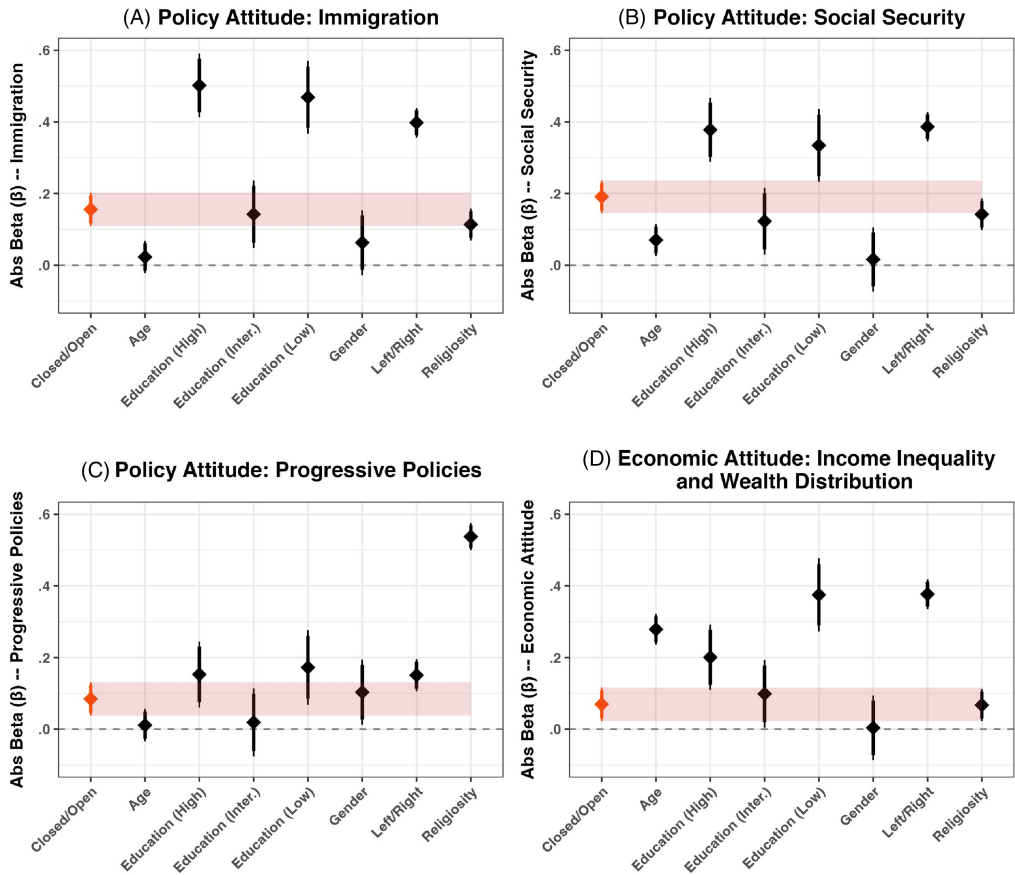 (A) Policy Attitude: Immigration
Abs Beta (β) -- Immigration
.6
.4
.2
.0
Closed/Open
Age
Education (High)
Education (Inter.)
Education (Low)
Gender
Left/Right
Religiosity
(B) Policy Attitude: Social Security
Abs Beta (β) -- Social Security
.6
.4
.2
.0
Closed/Open
Age
Education (High)
Education (Inter.)
Education (Low)
Gender
Left/Right
Religiosity
(C) Policy Attitude: Progressive Policies
Abs Beta (β) -- Progressive Policies
.6
.4
.2
.0
Closed/Open
Age
Education (High)
Education (Inter.)
Education (Low)
Gender
Left/Right
Religiosity
(D) Economic Attitude: Income Inequality
and Wealth Distribution
Abs Beta (β) -- Economic Attitude
.6
.4
.2
.0
Closed/Open
Age
Education (High)
Education (Inter.)
Education (Low)
Gender
Left/Right
Religiosity